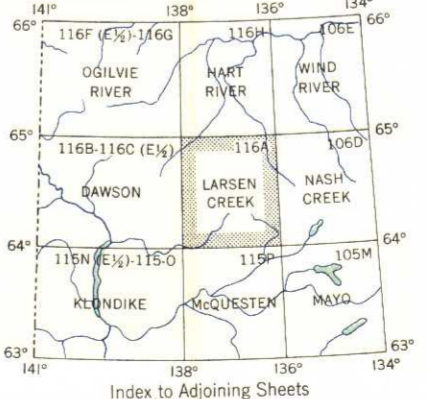 141° 138° 136° 134°
66° 116F (E½)-116G 116H 106E 66°
OGILVIE RIVER HART RIVER WIND RIVER
65° 65°
116B-116C (E½) 116A 106D
DAWSON LARSEN CREEK NASH CREEK
64° 64°
115N (E½)-115-O 115P 105M
KLONDIKE McQUESTEN MAYO
63° 63°
141° 138° 136° 134°
Index to Adjoining Sheets